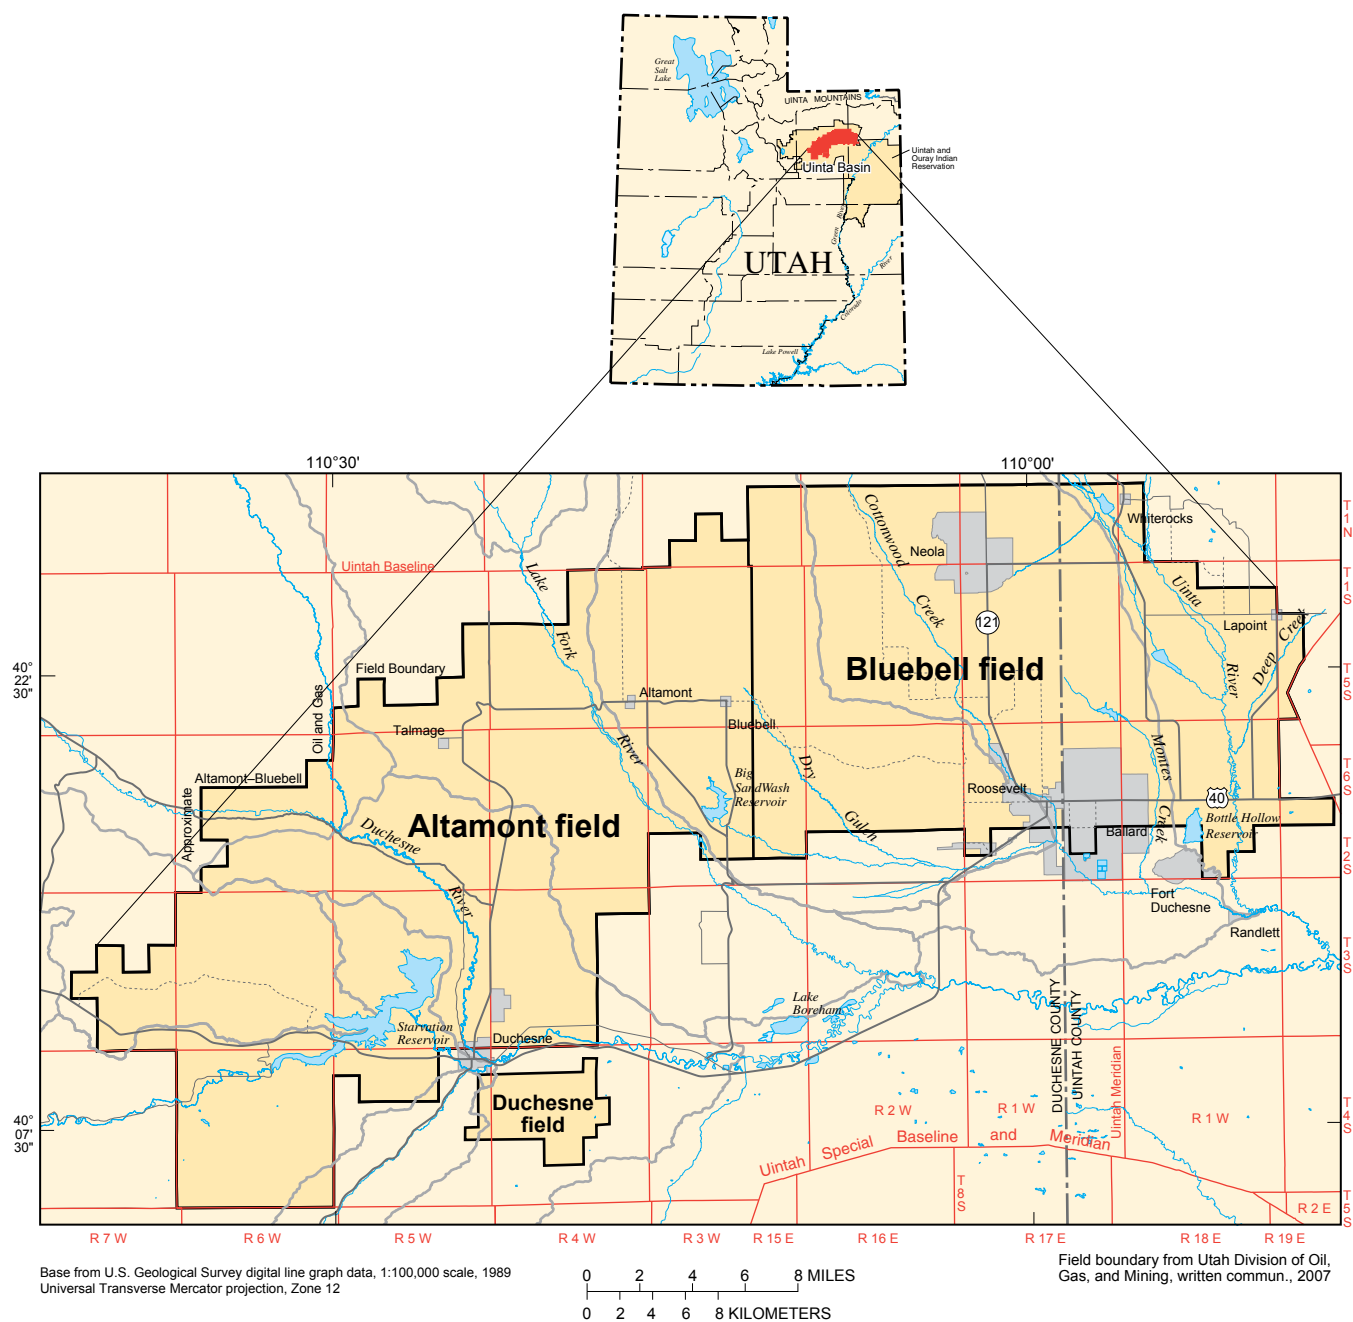 Great
Salt
Lake
UINTA MOUNTAINS
Uintah and
Ouray Indian
Reservation
Uinta Basin
Green
River
UTAH
River
Colorado
Lake Powell
110°30'
110°00'
T
1
N
T
1
S
T
5
S
T
6
S
T
2
S
T
3
S
T
4
S
T
5
S
40°
22'
30"
40°
07'
30"
Whiterocks
Cottonwood
Creek
Neola
Uintah Baseline
Lake
Fork
River
Uinta
River
121
Lapoint
Deep Creek
Field Boundary
Bluebell field
Oil and Gas
Altamont
Bluebell
Talmage
Altamont–Bluebell
Approximate
Big
SandWash
Reservoir
Dry
Gulch
Montes
Creek
Roosevelt
40
Bottle Hollow
Reservoir
Ballard
Altamont field
Duchesne
River
Fort
Duchesne
Randlett
Starvation
Reservoir
Duchesne
Lake
Boreham
DUCHESNE COUNTY
UINTAH COUNTY
Uintah Meridian
Duchesne
field
R 2 W
R 1 W
R 1 W
Uintah Special Baseline and Meridian
T
8
S
R 2 E
R 7 W
R 6 W
R 5 W
R 4 W
R 3 W
R 15 E
R 16 E
R 17 E
R 18 E
R 19 E
Base from U.S. Geological Survey digital line graph data, 1:100,000 scale, 1989
Universal Transverse Mercator projection, Zone 12
0 2 4 6 8 MILES
0 2 4 6 8 KILOMETERS
Field boundary from Utah Division of Oil,
Gas, and Mining, written commun., 2007